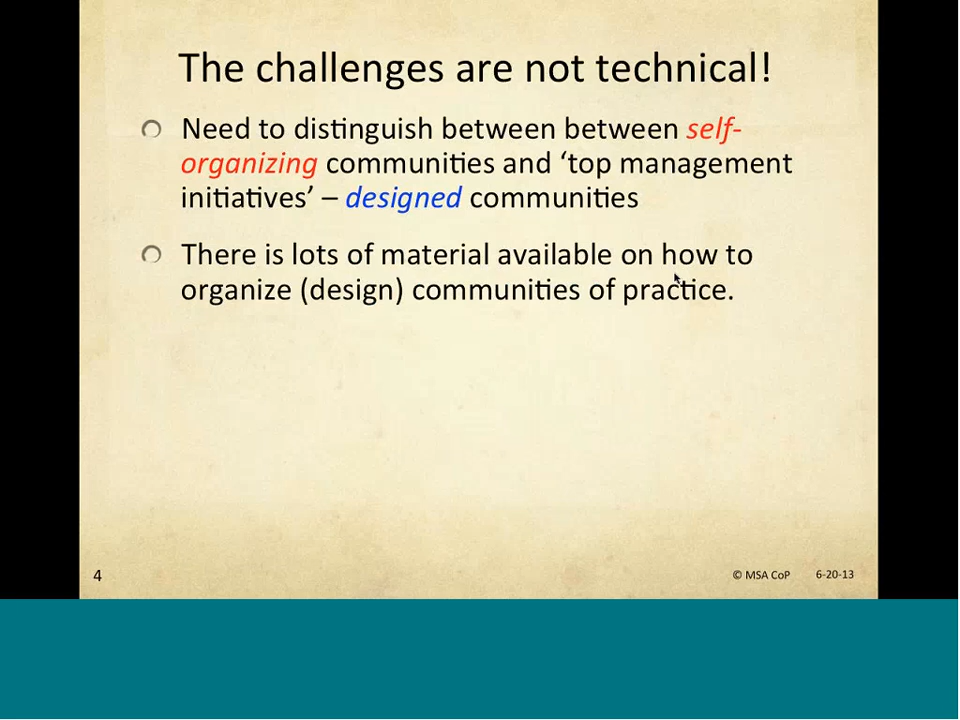 The challenges are not technical!
Need to distinguish between between self-
organizing communities and ‘top management
initiatives’ – designed communities
There is lots of material available on how to
organize (design) communities of practice.
4
© MSA CoP 6-20-13